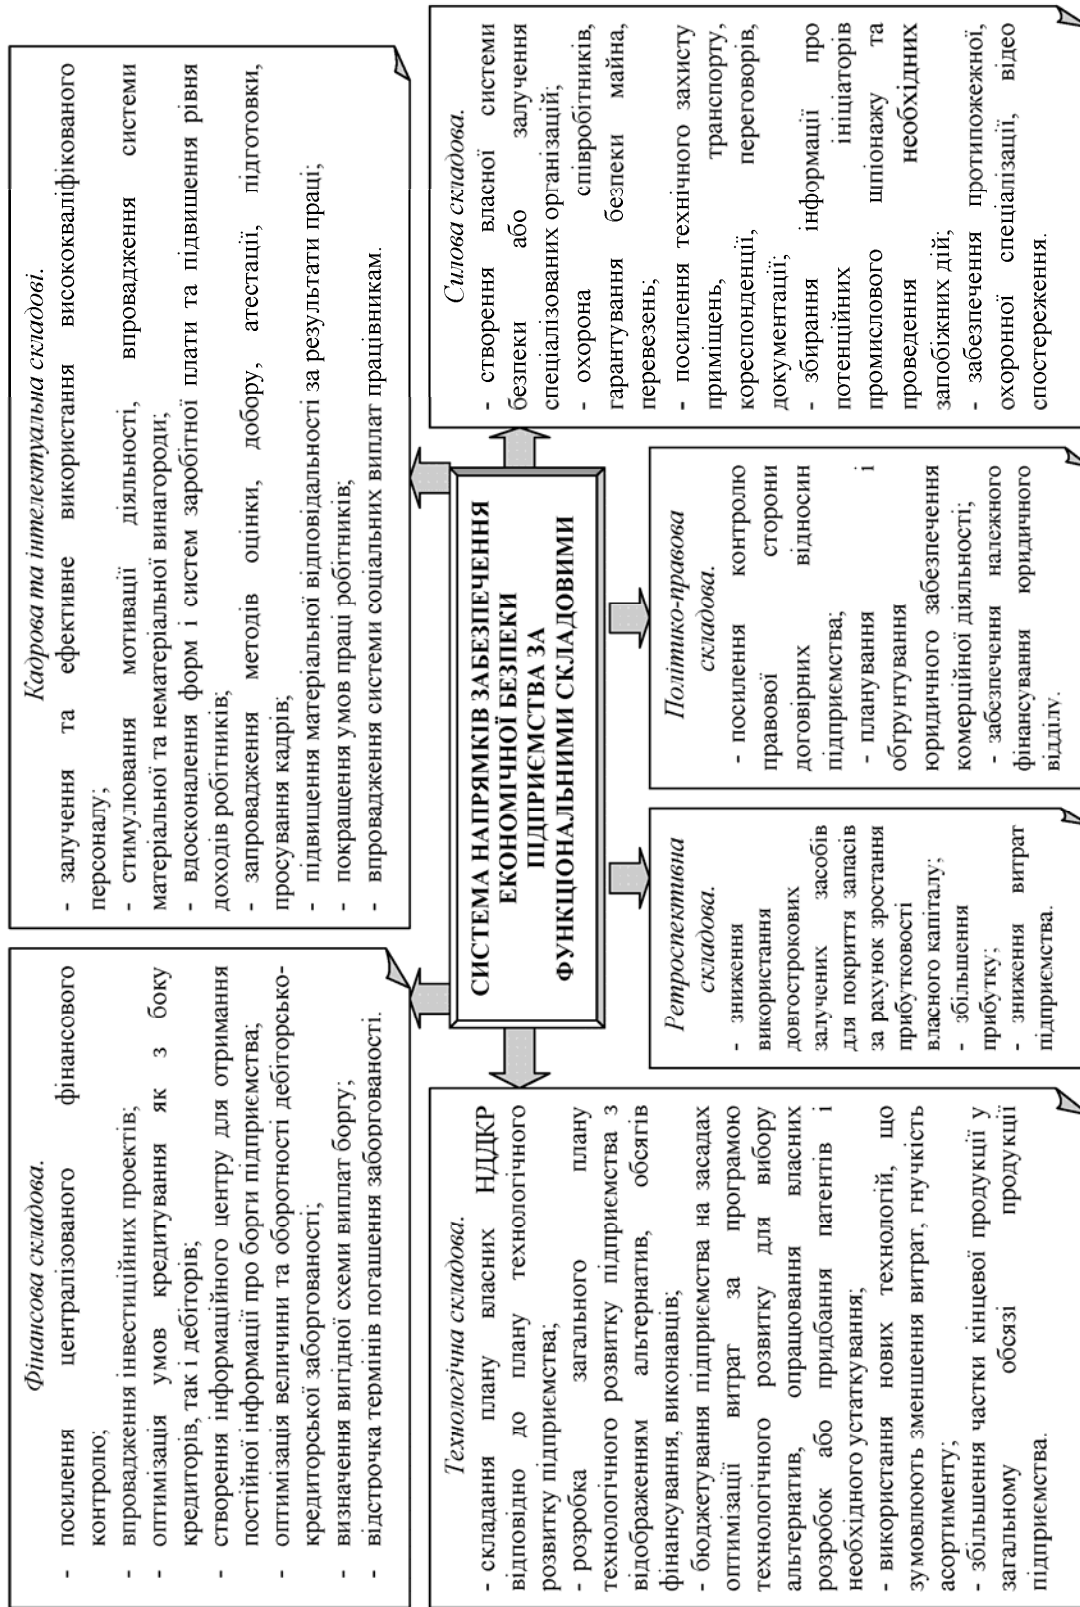 Фінансова складова.
- посилення централізованого фінансового
контролю;
- впровадження інвестиційних проектів;
- оптимізація умов кредитування як з боку
кредиторів, так і дебіторів;
- створення інформаційного центру для отримання
постійної інформації про борги підприємства;
- оптимізація величини та оборотності дебіторсько-
кредиторської заборгованості;
- визначення вигідної схеми виплат боргу;
- відстрочка термінів погашення заборгованості.
Кадрова та інтелектуальна складові.
- залучення та ефективне використання висококваліфікованого
персоналу;
- стимулювання мотивації діяльності, впровадження системи
матеріальної та нематеріальної винагороди;
- вдосконалення форм і систем заробітної плати та підвищення рівня
доходів робітників;
- запровадження методів оцінки, добору, атестації, підготовки,
просування кадрів;
- підвищення матеріальної відповідальності за результати праці;
- покращення умов праці робітників;
- впровадження системи соціальних виплат працівникам.
СИСТЕМА НАПРЯМКІВ ЗАБЕЗПЕЧЕННЯ
ЕКОНОМІЧНОЇ БЕЗПЕКИ
ПІДПРИЄМСТВА ЗА
ФУНКЦІОНАЛЬНИМИ СКЛАДОВИМИ
Технологічна складова.
- складання плану власних НДДКР
відповідно до плану технологічного
розвитку підприємства;
- розробка загального плану
технологічного розвитку підприємства з
відображенням альтернатив, обсягів
фінансування, виконавців;
- бюджетування підприємства на засадах
оптимізації витрат за програмою
технологічного розвитку для вибору
альтернатив, опрацювання власних
розробок або придбання патентів і
необхідного устаткування;
- використання нових технологій, що
зумовлюють зменшення витрат, гнучкість
асортименту;
- збільшення частки кінцевої продукції у
загальному обсязі продукції
підприємства.
Ретроспективна
складова.
- зниження
використання
довгострокових
залучених засобів
для покриття запасів
за рахунок зростання
прибутковості
власного капіталу;
- збільшення
прибутку;
- зниження витрат
підприємства.
Політико-правова
складова.
- посилення контролю
правової сторони
договірних відносин
підприємства;
- планування і
обґрунтування
юридичного забезпечення
комерційної діяльності;
- забезпечення належного
фінансування юридичного
відділу.
Силова складова.
- створення власної системи
безпеки або залучення
спеціалізованих організацій;
- охорона співробітників,
гарантування безпеки майна,
перевезень;
- посилення технічного захисту
приміщень, транспорту,
кореспонденції, переговорів,
документації;
- збирання інформації про
потенційних ініціаторів
промислового шпіонажу та
проведення необхідних
запобіжних дій;
- забезпечення протипожежної,
охоронної спеціалізації, відео
спостереження.